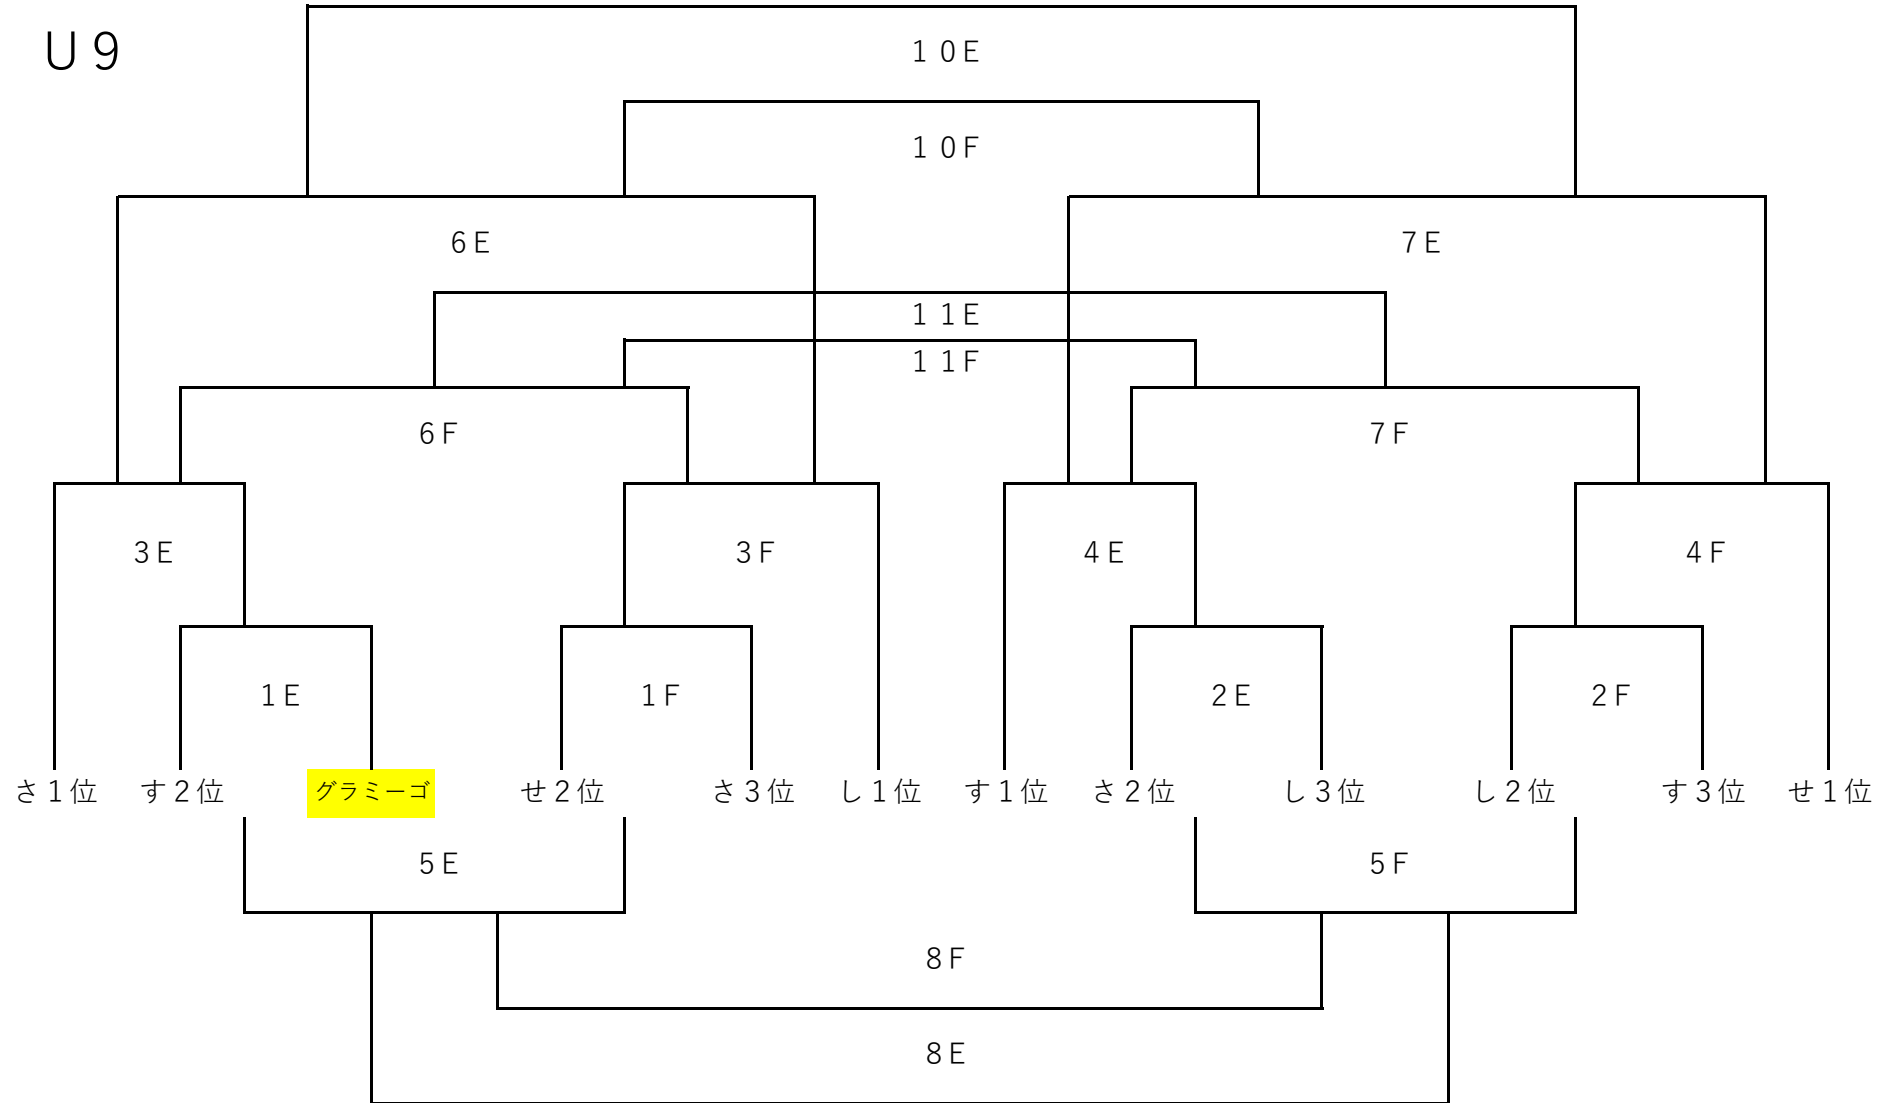 U９
１０E
１０F
６E
７E
１１E
１１F
６F
７F
３E
３F
４E
４F
１E
１F
２E
２F
さ１位
す２位
グラミーゴ
せ２位
さ３位
し１位
す１位
さ２位
し３位
し２位
す３位
せ１位
５E
５F
８F
８E